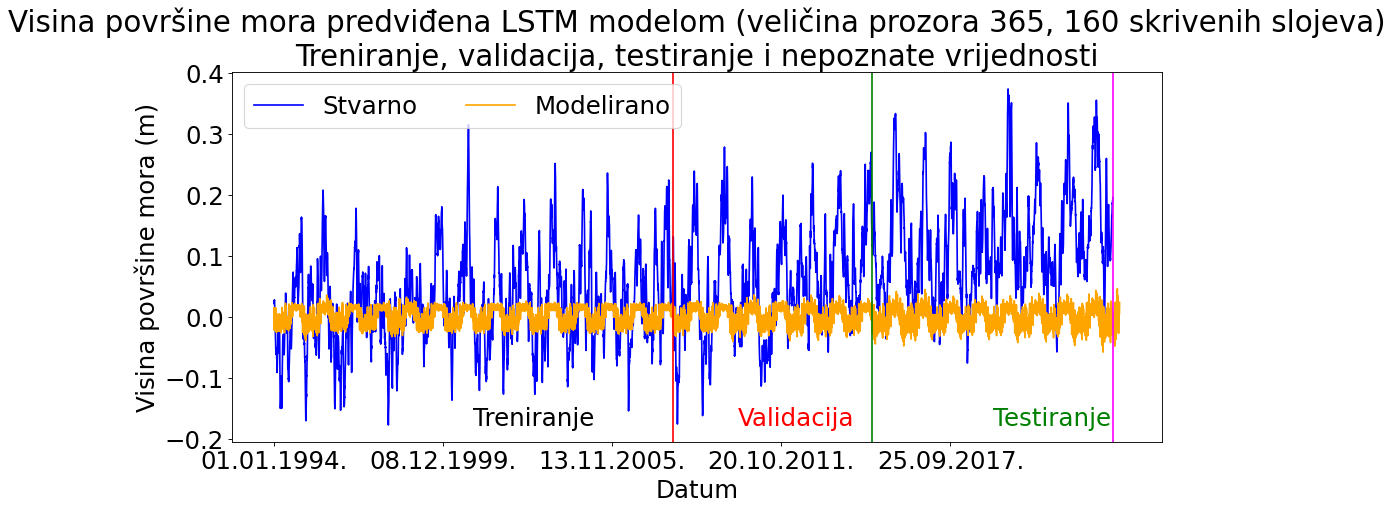 Visina površine mora predviđena LSTM modelom (veličina prozora 365, 160 skrivenih slojeva)
Treniranje, validacija, testiranje i nepoznate vrijednosti
Stvarno
Modelirano
Visina površine mora (m)
0.4
0.3
0.2
0.1
0.0
−0.1
−0.2
Treniranje
Validacija
Testiranje
01.01.1994.
08.12.1999.
13.11.2005.
20.10.2011.
25.09.2017.
Datum